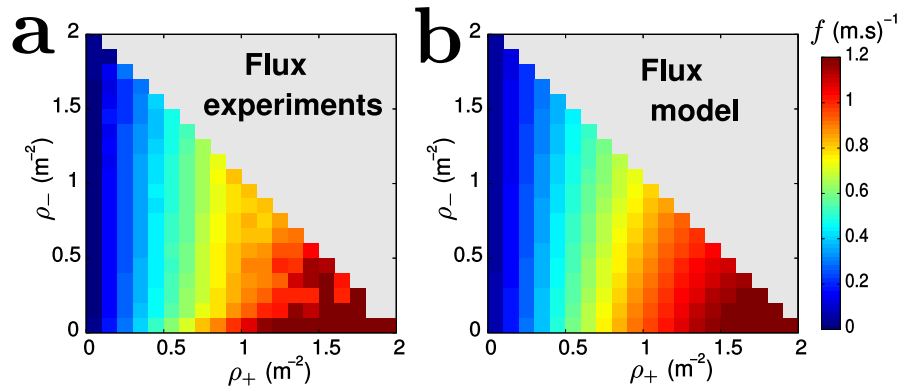 a
Flux
experiments
2
1.5
1
0.5
0
ρ₋ (m⁻²)
0 0.5 1 1.5 2
ρ₊ (m⁻²)
b
Flux
model
2
1.5
1
0.5
0
ρ₋ (m⁻²)
0 0.5 1 1.5 2
ρ₊ (m⁻²)
f (m.s)⁻¹
1.2
1
0.8
0.6
0.4
0.2
0